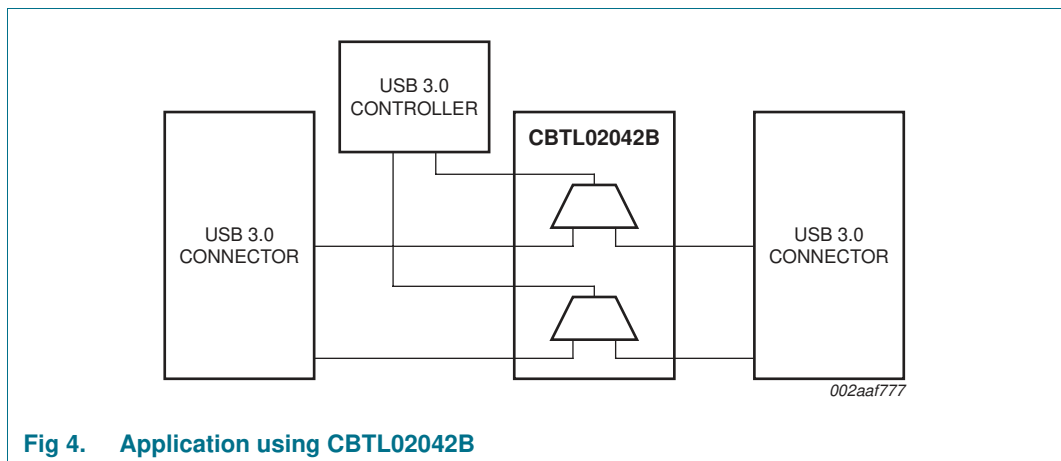 USB 3.0
CONTROLLER
CBTL02042B
USB 3.0
CONNECTOR
USB 3.0
CONNECTOR
002aaf777
Fig 4. Application using CBTL02042B